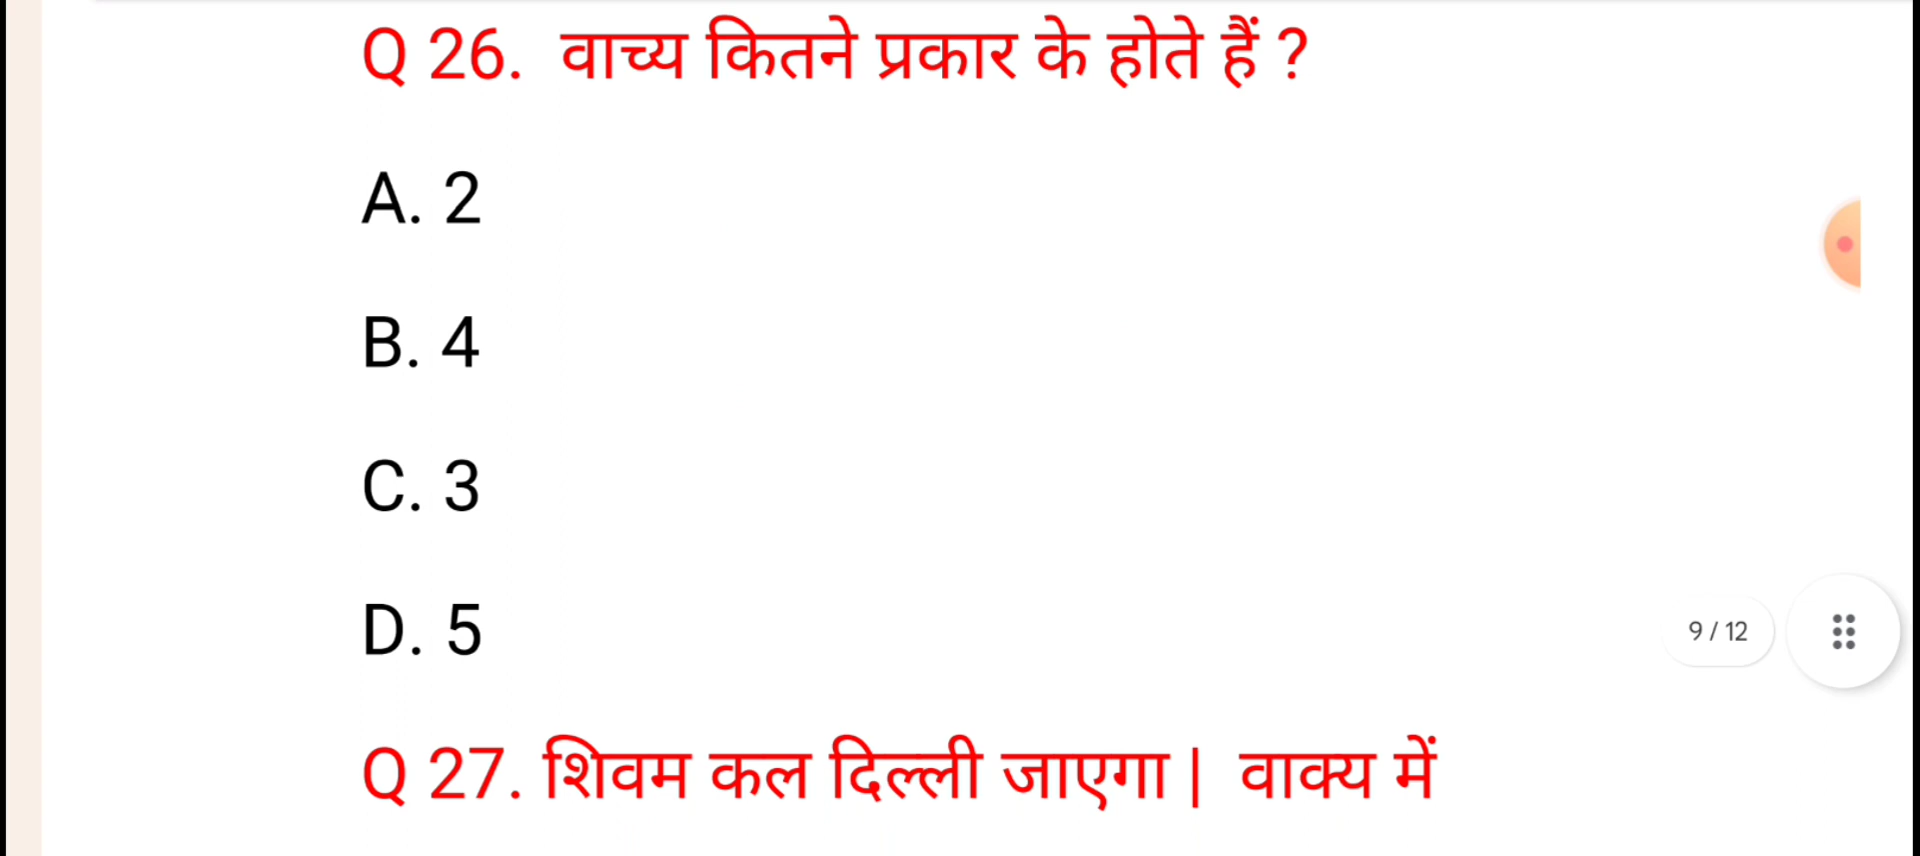 Q 26. वाच्य कितने प्रकार के होते हैं ?
A. 2
B. 4
C. 3
D. 5
9 / 12
Q 27. शिवम कल दिल्ली जाएगा | वाक्य में